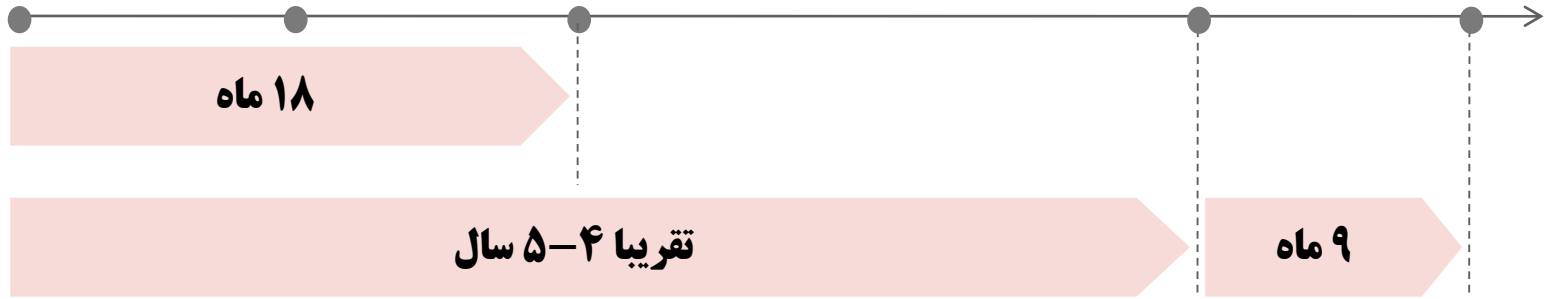 ۱۸ ماه
تقریبا ۴–۵ سال
۹ ماه